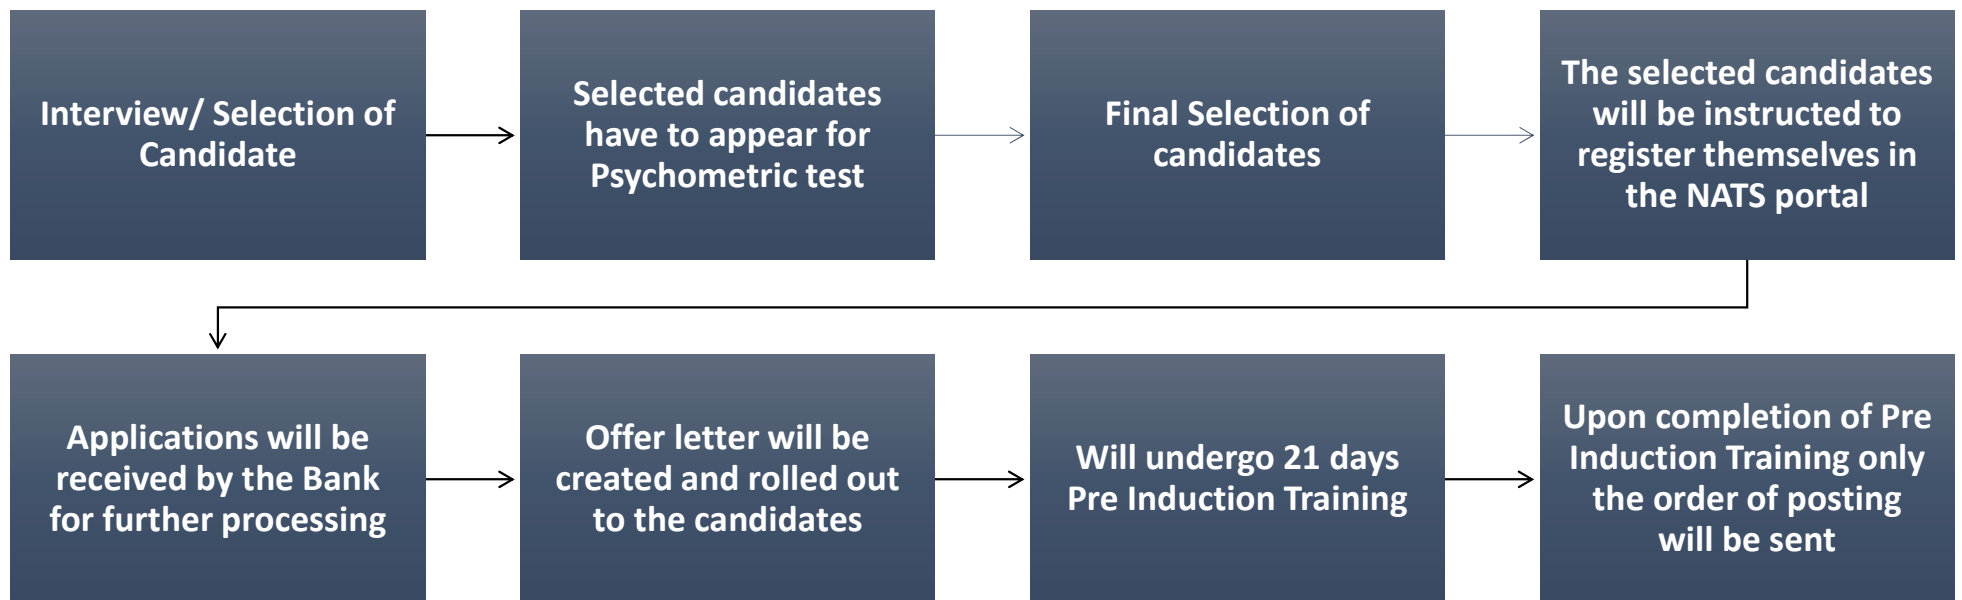 Interview/ Selection of
Candidate
Selected candidates
have to appear for
Psychometric test
Final Selection of
candidates
The selected candidates
will be instructed to
register themselves in
the NATS portal
Applications will be
received by the Bank
for further processing
Offer letter will be
created and rolled out
to the candidates
Will undergo 21 days
Pre Induction Training
Upon completion of Pre
Induction Training only
the order of posting
will be sent